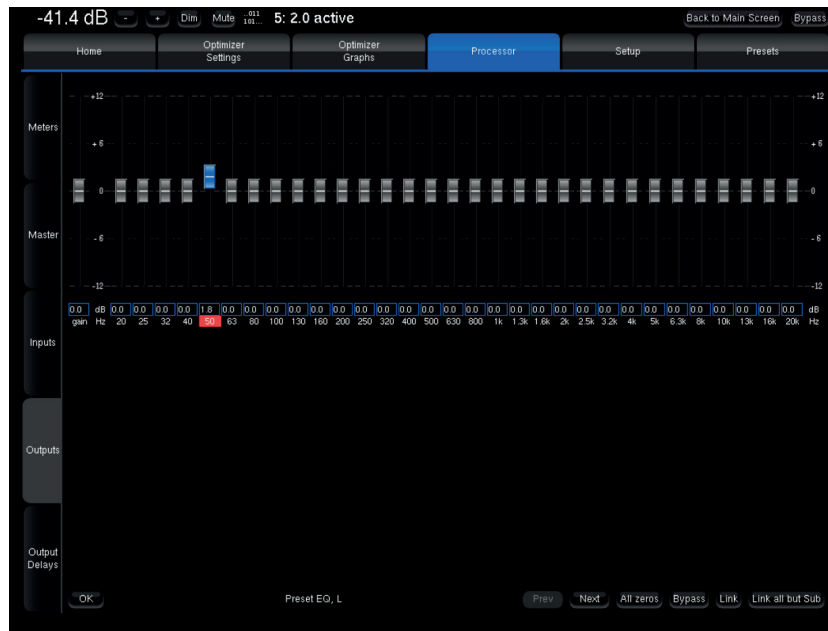 -41.4 dB - + Dim Mute ..011 101... 5: 2.0 active Back to Main Screen Bypass
Home Optimizer Settings Optimizer Graphs Processor Setup Presets
Meters
Master
Inputs
Outputs
Output Delays
+12 +12
+ 6 + 6
0 0
- 6 - 6
-12 -12
0.0 dB 0.0 0.0 0.0 0.0 1.8 0.0 0.0 0.0 0.0 0.0 0.0 0.0 0.0 0.0 0.0 0.0 0.0 0.0 0.0 0.0 0.0 0.0 0.0 0.0 0.0 0.0 0.0 0.0 0.0 0.0 0.0 dB
gain Hz 20 25 32 40 50 63 80 100 130 160 200 250 320 400 500 630 800 1k 1.3k 1.6k 2k 2.5k 3.2k 4k 5k 6.3k 8k 10k 13k 16k 20k Hz
OK Preset EQ, L Prev Next All zeros Bypass Link Link all but Sub